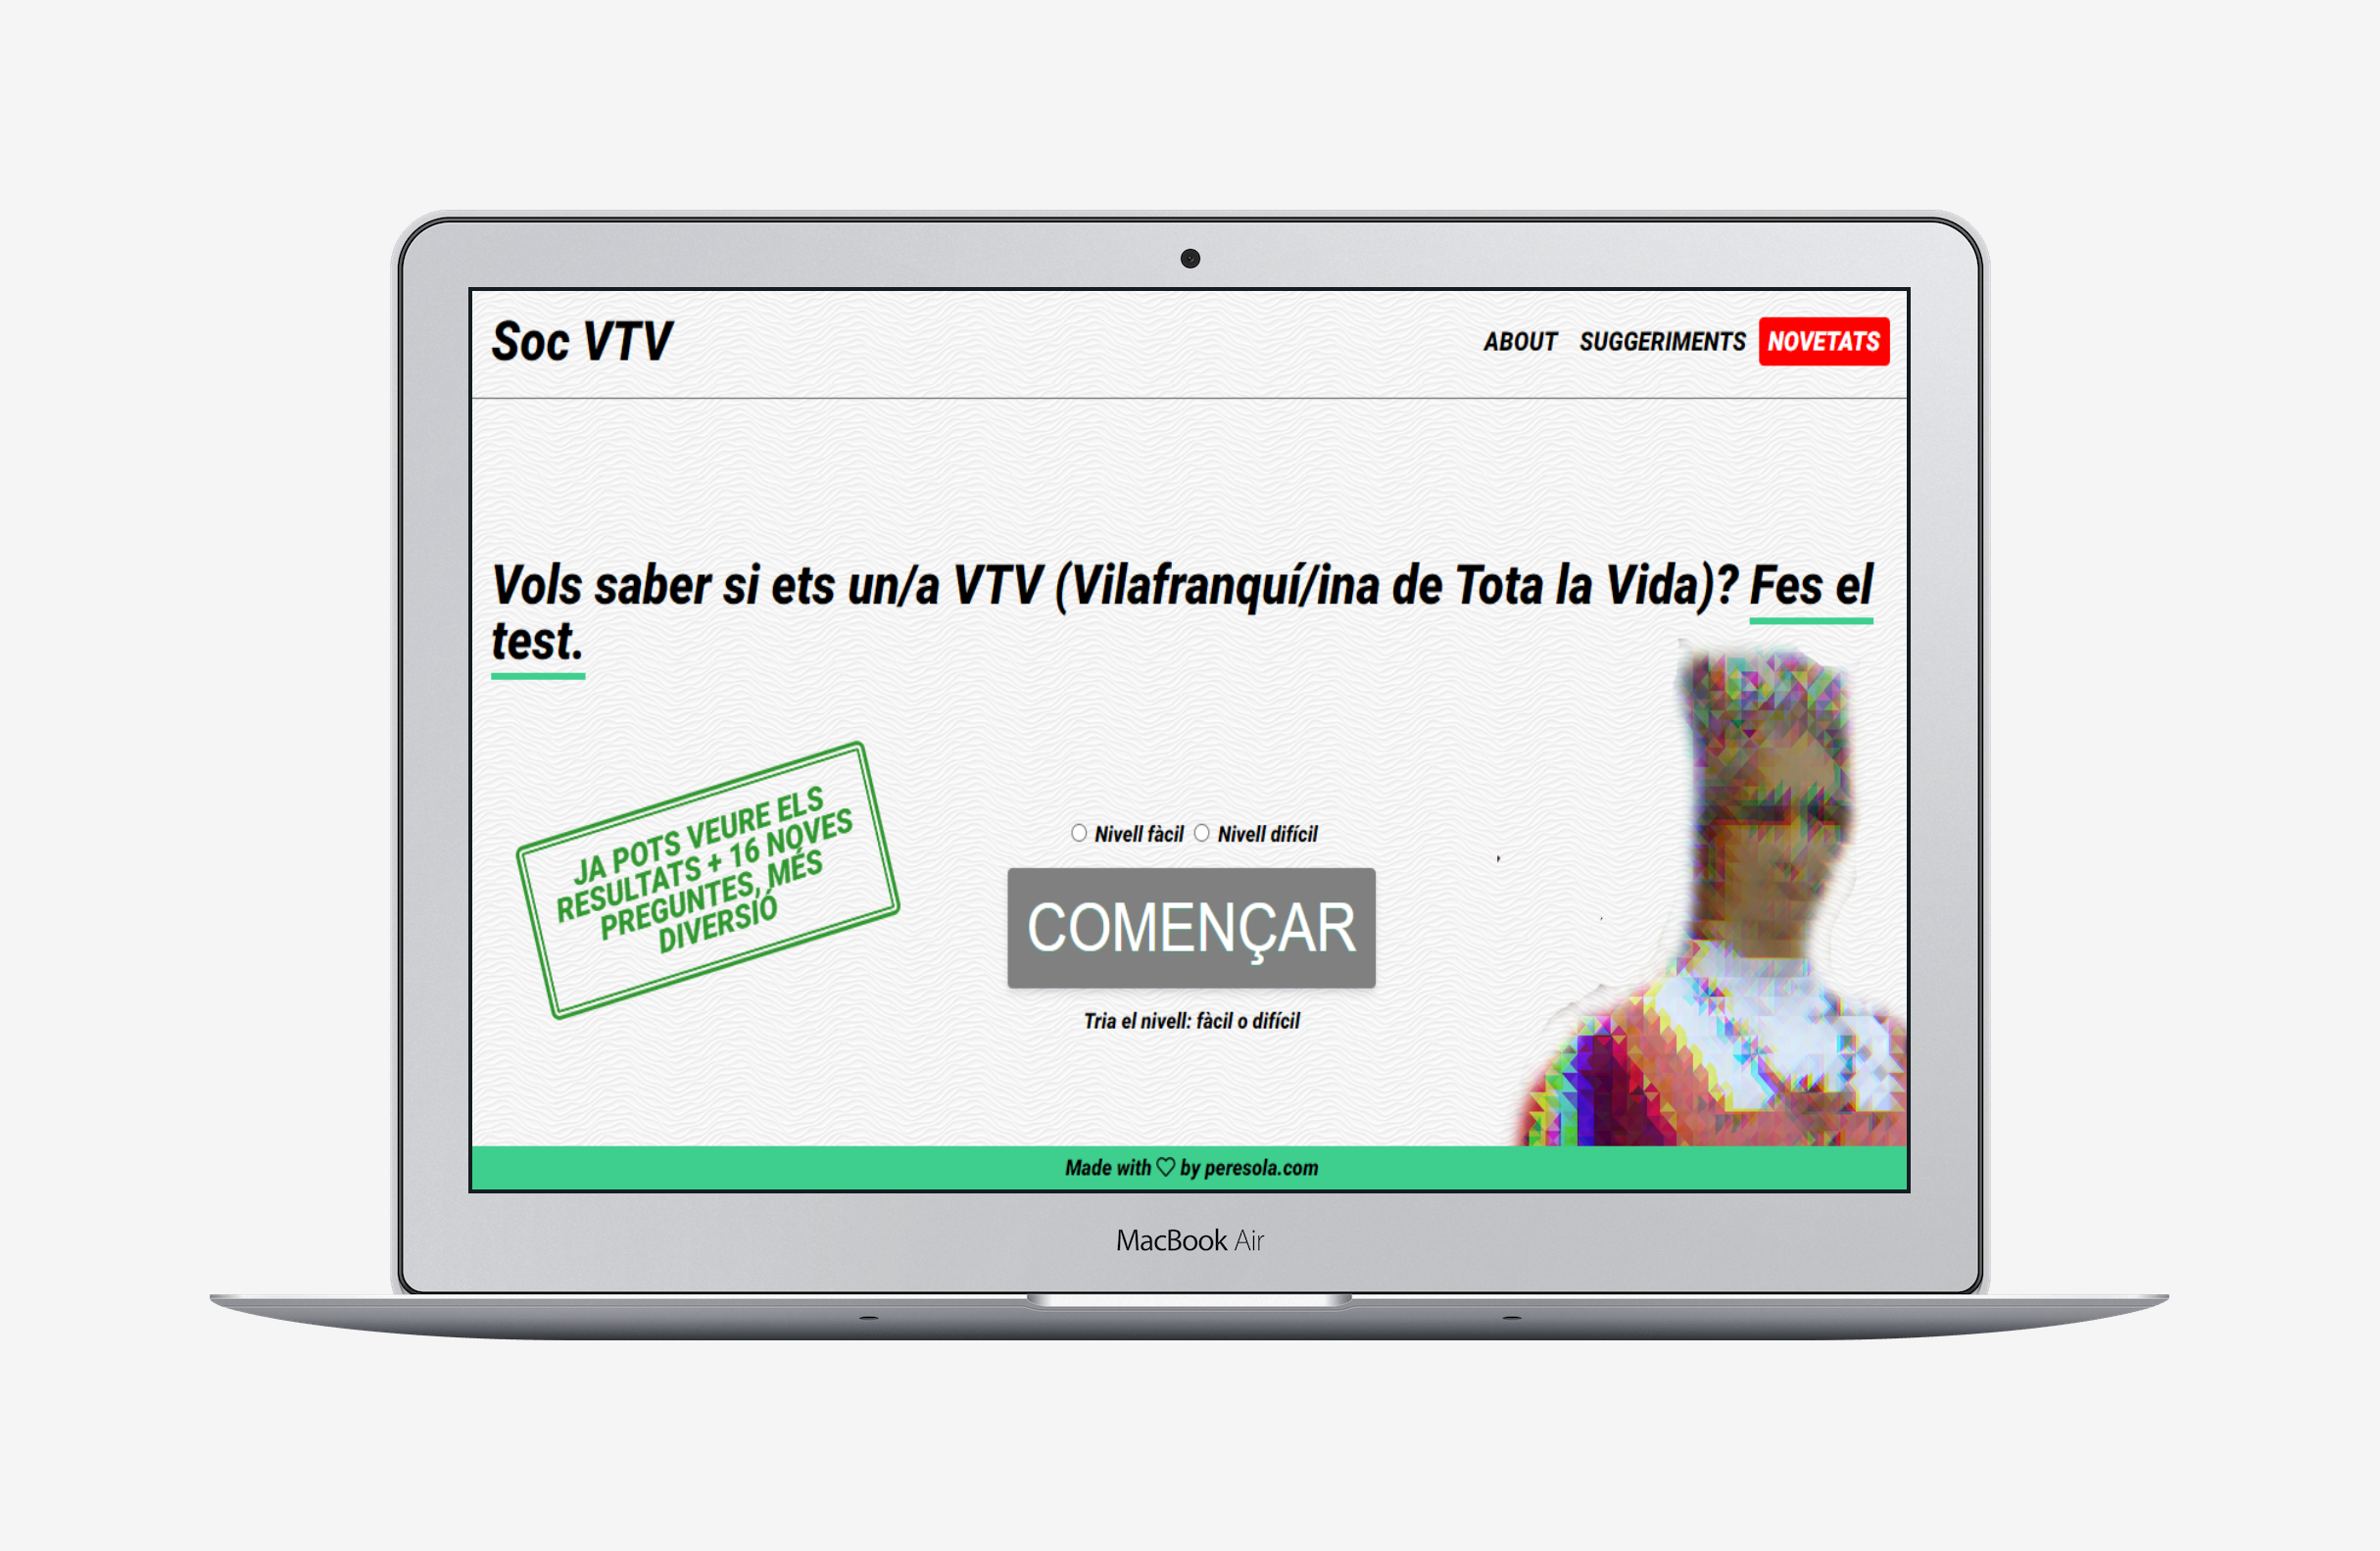 Soc VTV
ABOUT SUGGERIMENTS NOVETATS
Vols saber si ets un/a VTV (Vilafranquí/ina de Tota la Vida)? Fes el
test.
JA POTS VEURE ELS
RESULTATS + 16 NOVES
PREGUNTES, MÉS
DIVERSIÓ
Nivell fàcil Nivell difícil
COMENÇAR
Tria el nivell: fàcil o difícil
Made with ♡ by peresola.com
MacBook Air